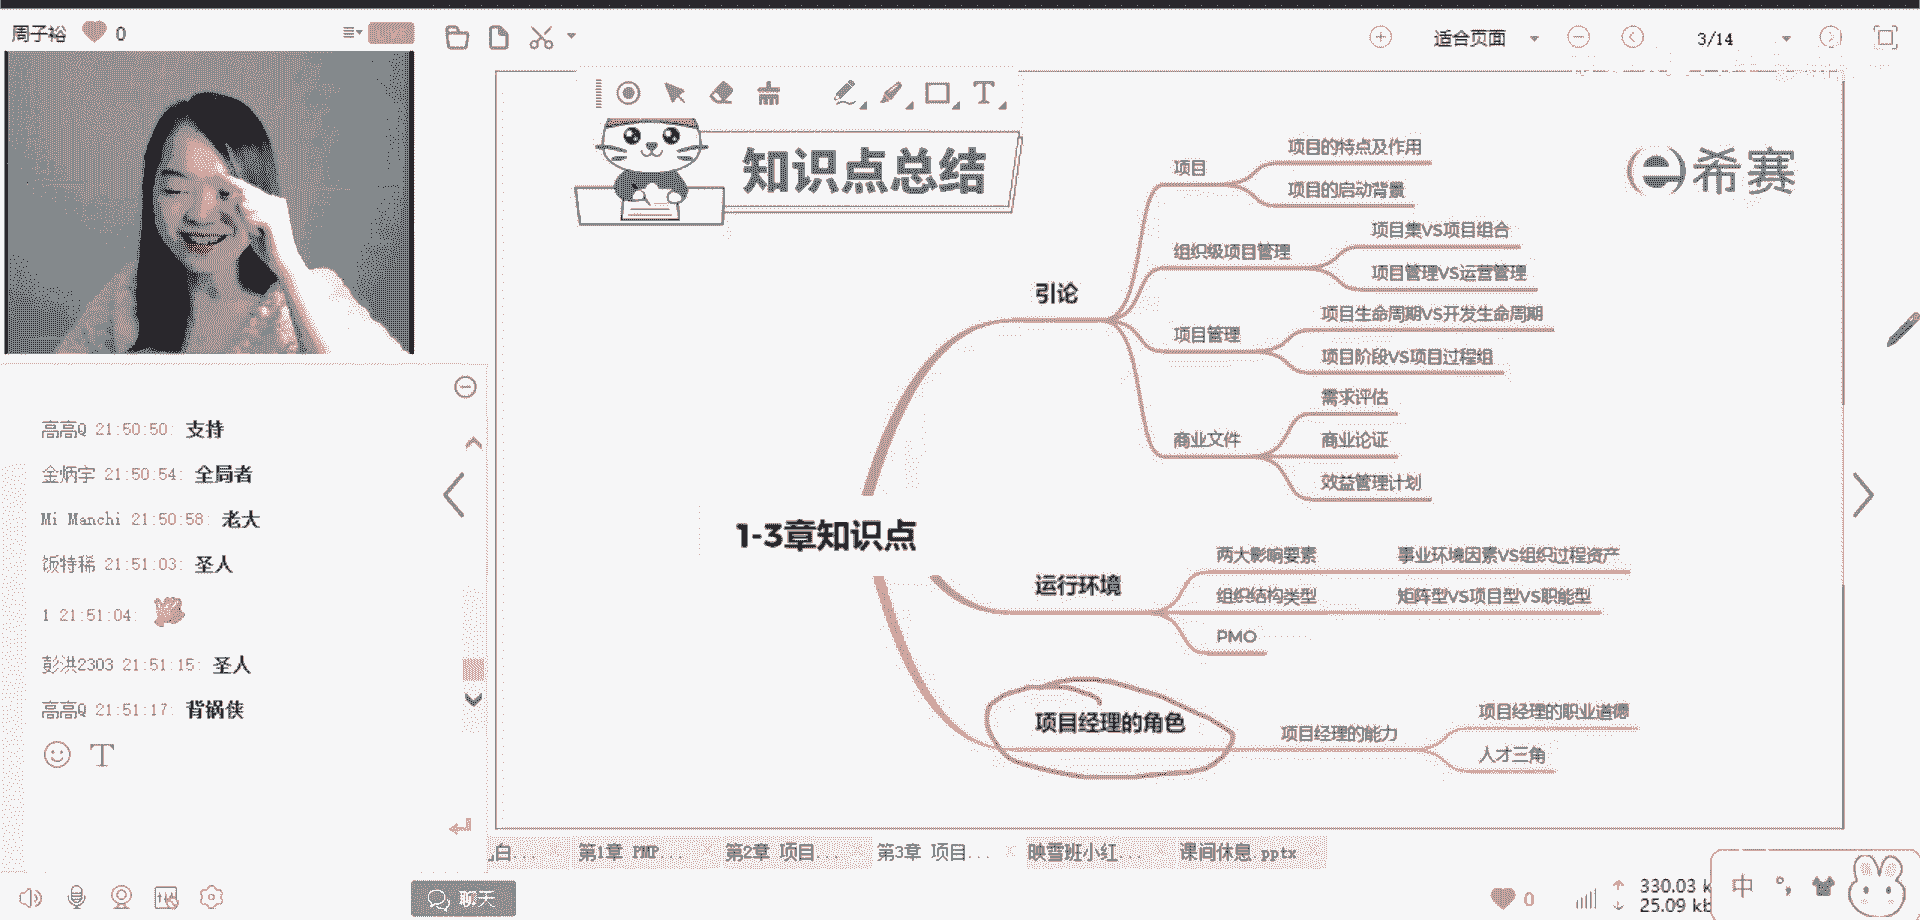 周子裕 0
适合页面 3/14
知识点总结
希赛
1-3章知识点
引论
项目
项目的特点及作用
项目的启动背景
组织级项目管理
项目集VS项目组合
项目管理VS运营管理
项目管理
项目生命周期VS开发生命周期
项目阶段VS项目过程组
商业文件
需求评估
商业论证
效益管理计划
运行环境
两大影响要素 事业环境因素VS组织过程资产
组织结构类型 矩阵型VS项目型VS职能型
PMO
项目经理的角色
项目经理的能力
项目经理的职业道德
人才三角
高高Q 21:50:50: 支持
金炳宇 21:50:54: 全局者
Mi Manchi 21:50:58: 老大
饭特稀 21:51:03: 圣人
1 21:51:04:
彭洪2303 21:51:15: 圣人
高高Q 21:51:17: 背锅侠
T
白... 第1章 PMP... 第2章 项目... 第3章 项目... 映雪班小红... 课间休息.pptx
聊天
0
330.03 k
25.09 kb
中